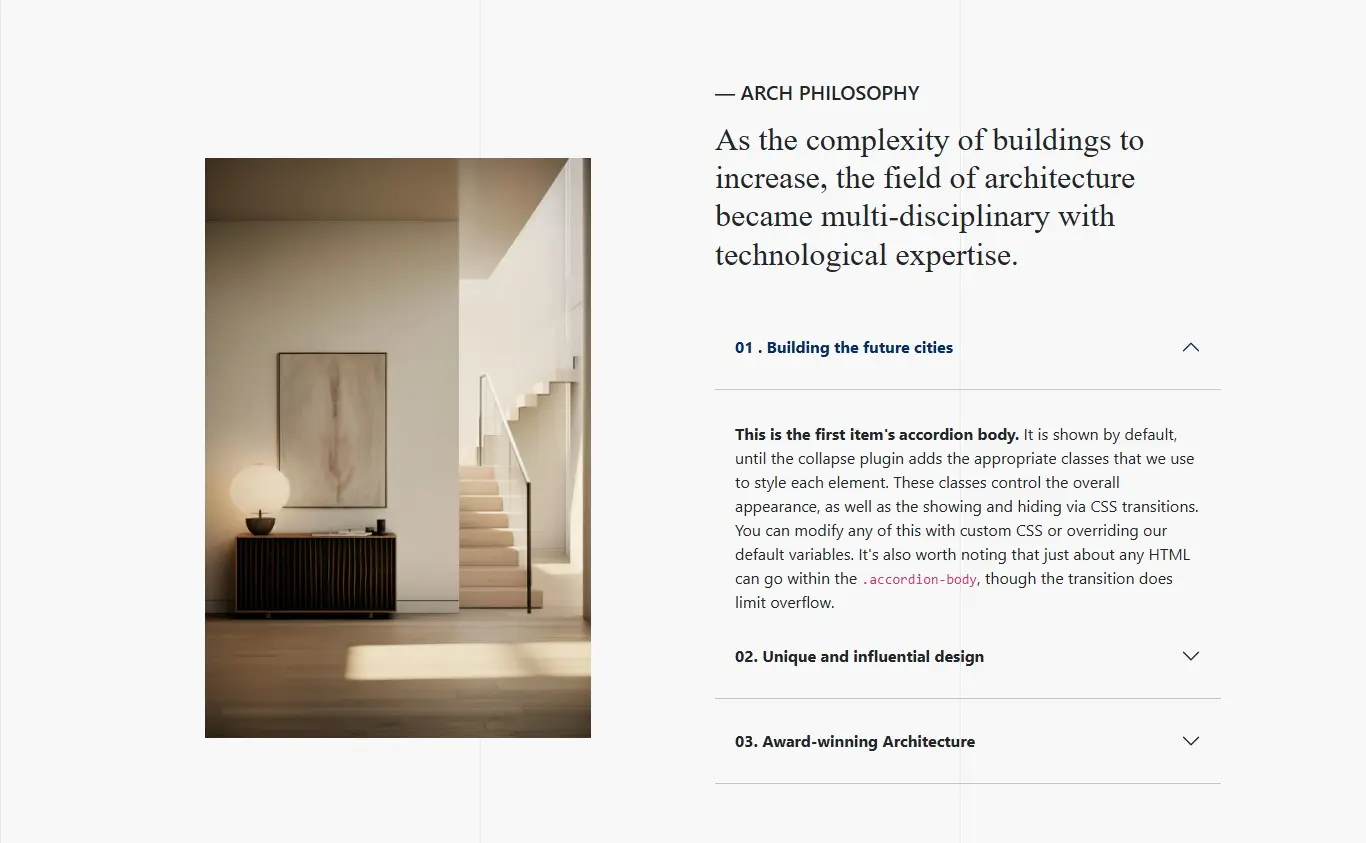 — ARCH PHILOSOPHY
As the complexity of buildings to
increase, the field of architecture
became multi-disciplinary with
technological expertise.
01 . Building the future cities
This is the first item's accordion body. It is shown by default,
until the collapse plugin adds the appropriate classes that we use
to style each element. These classes control the overall
appearance, as well as the showing and hiding via CSS transitions.
You can modify any of this with custom CSS or overriding our
default variables. It's also worth noting that just about any HTML
can go within the .accordion-body, though the transition does
limit overflow.
02. Unique and influential design
03. Award-winning Architecture